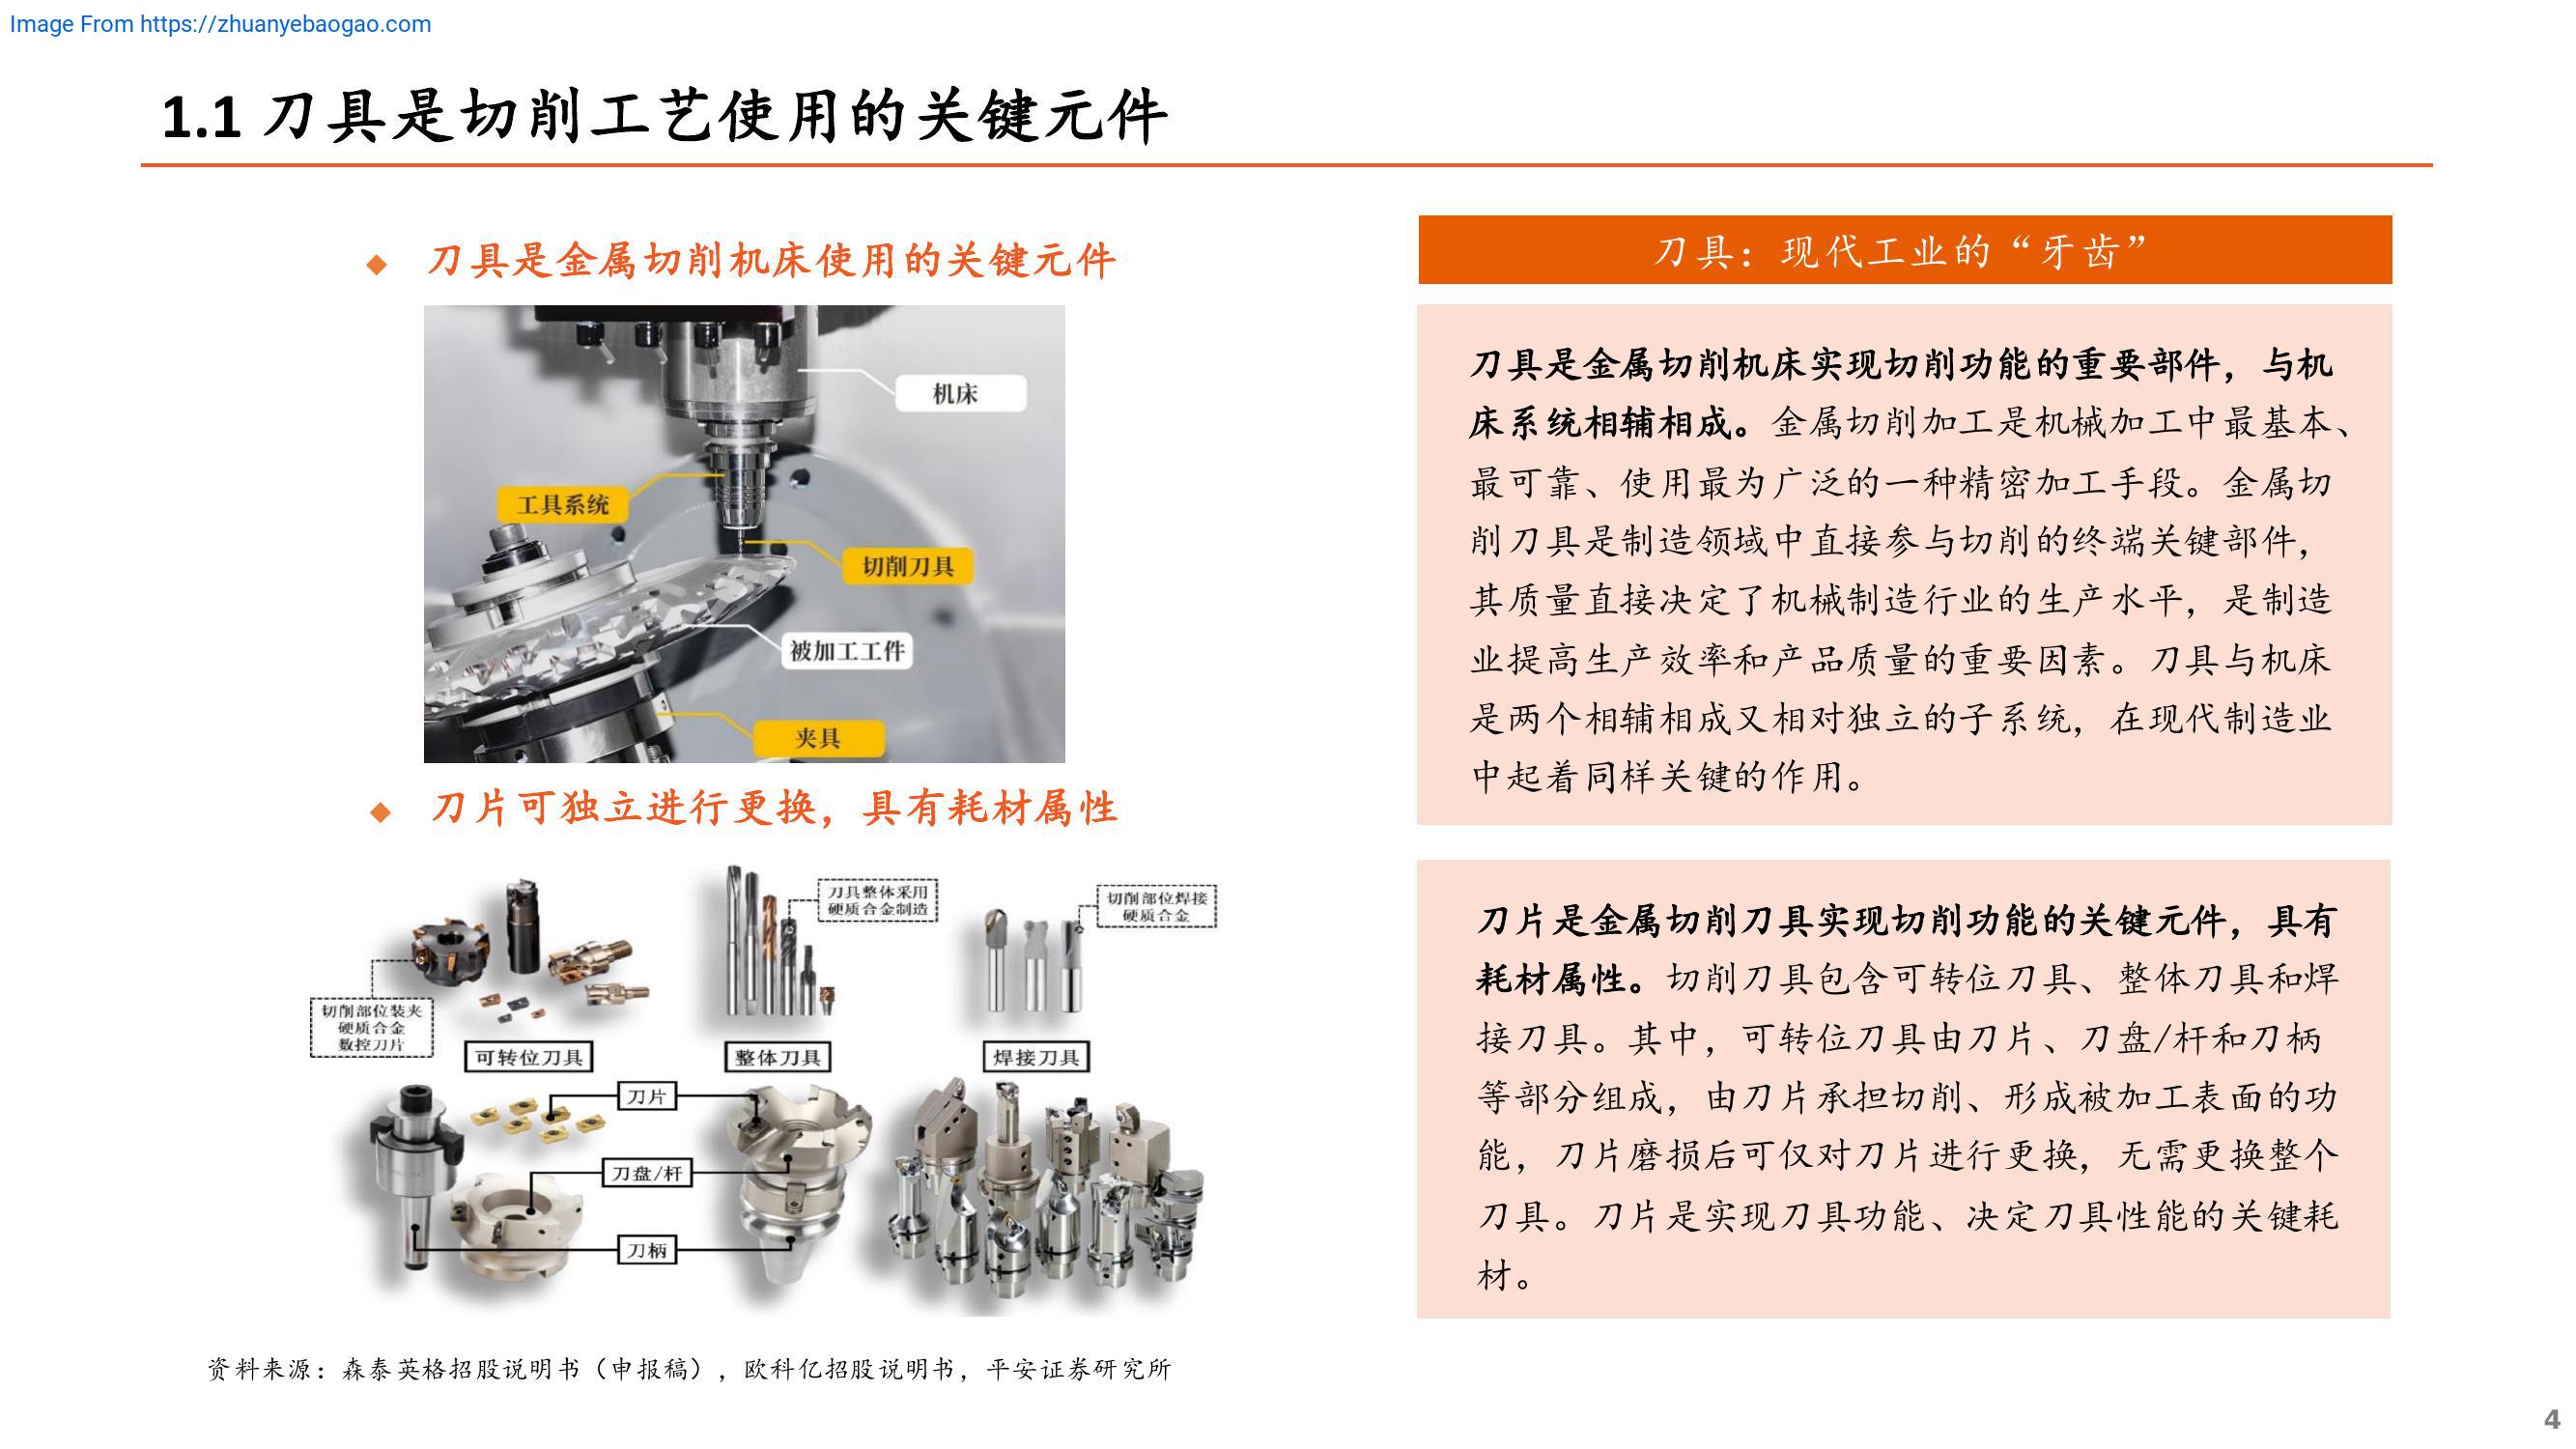 Image From https://zhuanyebaogao.com
1.1 刀具是切削工艺使用的关键元件
◆ 刀具是金属切削机床使用的关键元件
机床
工具系统
切削刀具
被加工工件
夹具
◆ 刀片可独立进行更换，具有耗材属性
刀具整体采用
硬质合金制造
切削部位焊接
硬质合金
切削部位装夹
硬质合金
数控刀片
可转位刀具
整体刀具
焊接刀具
刀片
刀盘/杆
刀柄
资料来源：森泰英格招股说明书（申报稿），欧科亿招股说明书，平安证券研究所
刀具：现代工业的“牙齿”
刀具是金属切削机床实现切削功能的重要部件，与机
床系统相辅相成。金属切削加工是机械加工中最基本、
最可靠、使用最为广泛的一种精密加工手段。金属切
削刀具是制造领域中直接参与切削的终端关键部件，
其质量直接决定了机械制造行业的生产水平，是制造
业提高生产效率和产品质量的重要因素。刀具与机床
是两个相辅相成又相对独立的子系统，在现代制造业
中起着同样关键的作用。
刀片是金属切削刀具实现切削功能的关键元件，具有
耗材属性。切削刀具包含可转位刀具、整体刀具和焊
接刀具。其中，可转位刀具由刀片、刀盘/杆和刀柄
等部分组成，由刀片承担切削、形成被加工表面的功
能，刀片磨损后可仅对刀片进行更换，无需更换整个
刀具。刀片是实现刀具功能、决定刀具性能的关键耗
材。
4